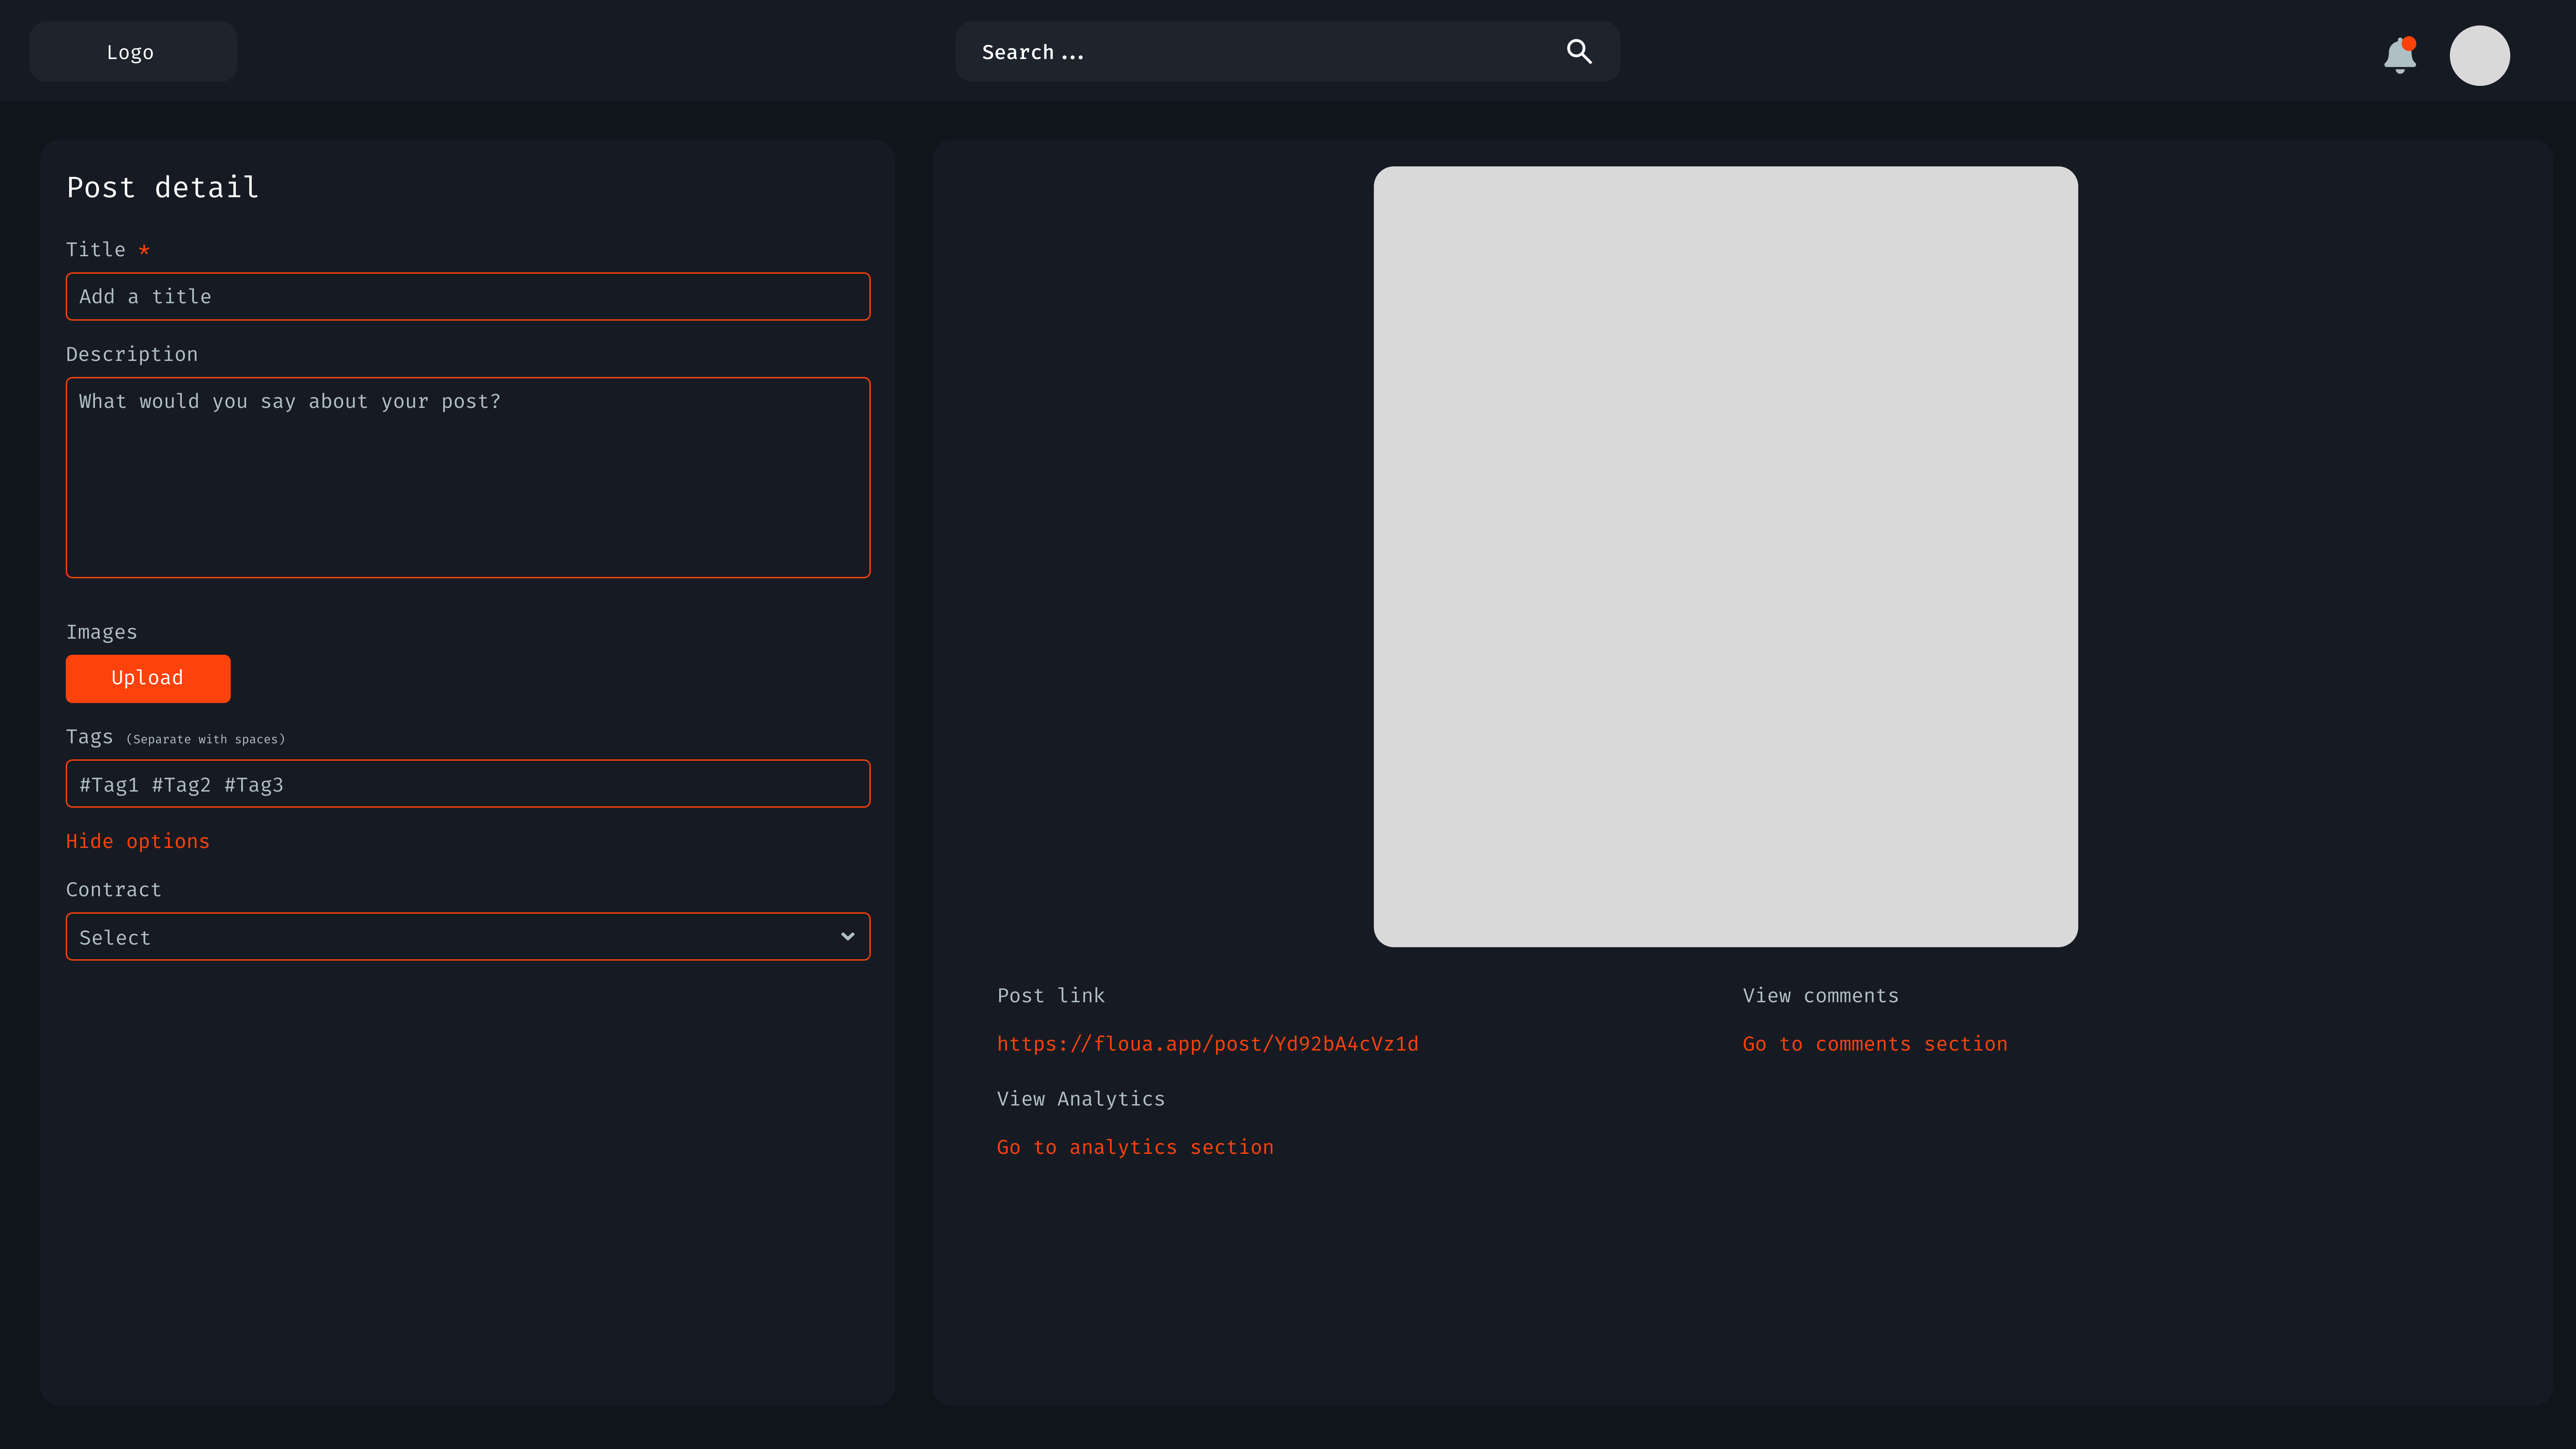 Logo
Search...
Post detail
Title *
Add a title
Description
What would you say about your post?
Images
Upload
Tags (Separate with spaces)
#Tag1 #Tag2 #Tag3
Hide options
Contract
Select
Post link
https://floua.app/post/Yd92bA4cVz1d
View comments
Go to comments section
View Analytics
Go to analytics section